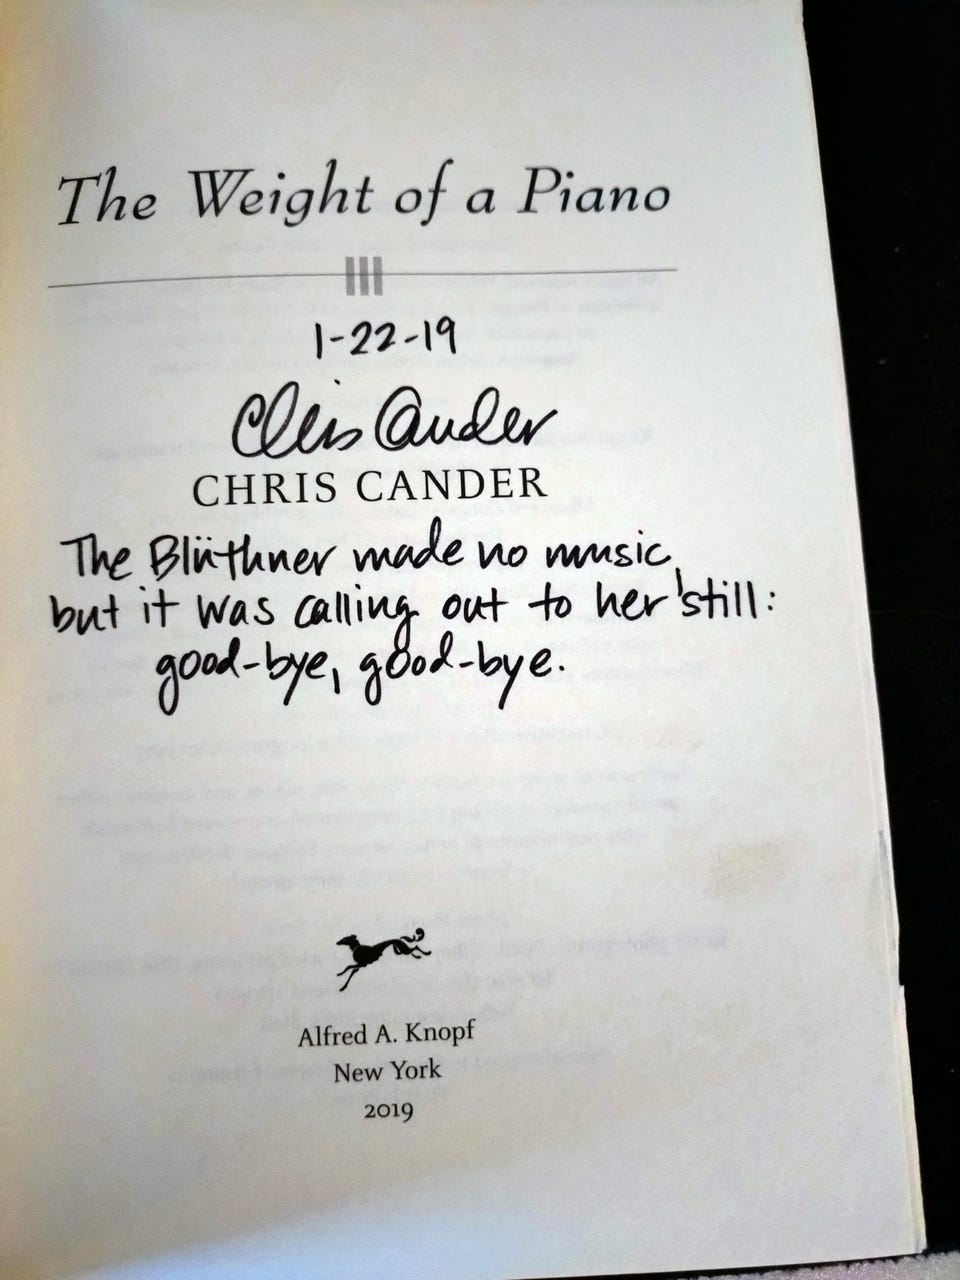 The Weight of a Piano
1-22-19
Chris Cander
CHRIS CANDER
The Blüthner made no music,
but it was calling out to her still:
good-bye, good-bye.
Alfred A. Knopf
New York
2019